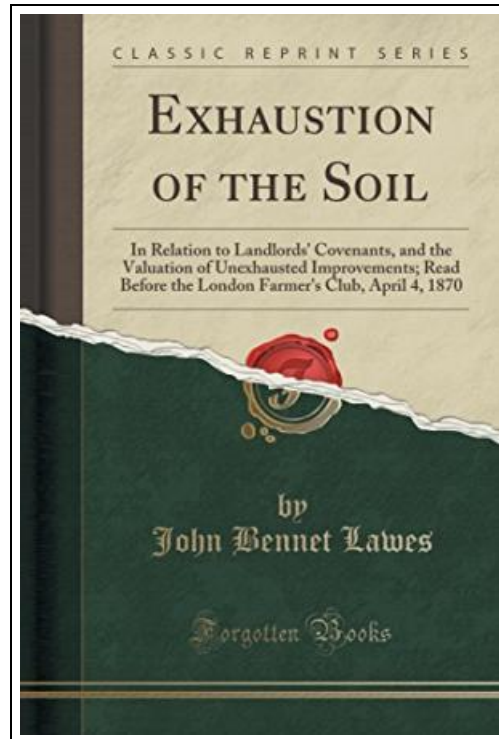 CLASSIC REPRINT SERIES
EXHAUSTION
OF THE SOIL
In Relation to Landlords' Covenants, and the
Valuation of Unexhausted Improvements; Read
Before the London Farmer's Club, April 4, 1870
by
John Bennet Lawes
Forgotten Books